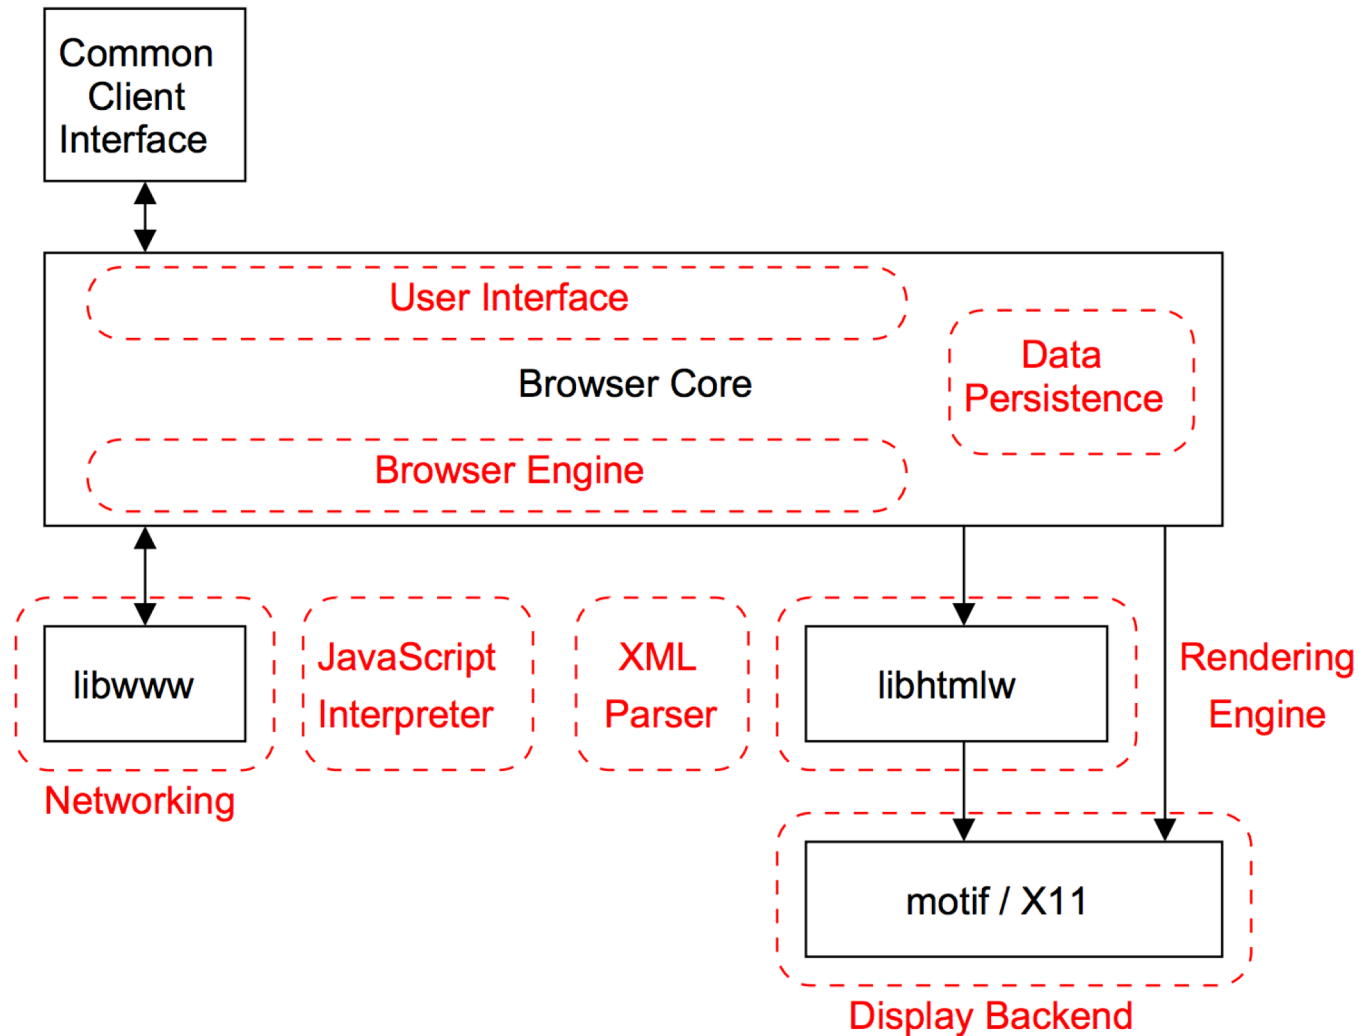 Common
Client
Interface
User Interface
Data
Persistence
Browser Core
Browser Engine
libwww
JavaScript
Interpreter
XML
Parser
libhtmlw
Rendering
Engine
Networking
motif / X11
Display Backend